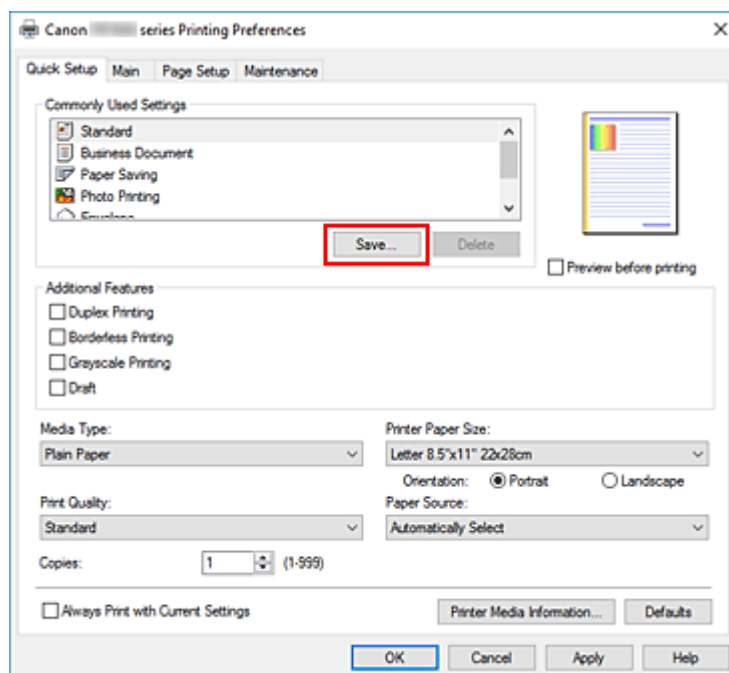 Canon series Printing Preferences
Quick Setup Main Page Setup Maintenance
Commonly Used Settings
Standard
Business Document
Paper Saving
Photo Printing
Envelope
Save... Delete
Preview before printing
Additional Features
Duplex Printing
Borderless Printing
Grayscale Printing
Draft
Media Type: Printer Paper Size:
Plain Paper Letter 8.5"x11" 22x28cm
Orientation: Portrait Landscape
Print Quality: Paper Source:
Standard Automatically Select
Copies: 1 (1-999)
Always Print with Current Settings Printer Media Information... Defaults
OK Cancel Apply Help